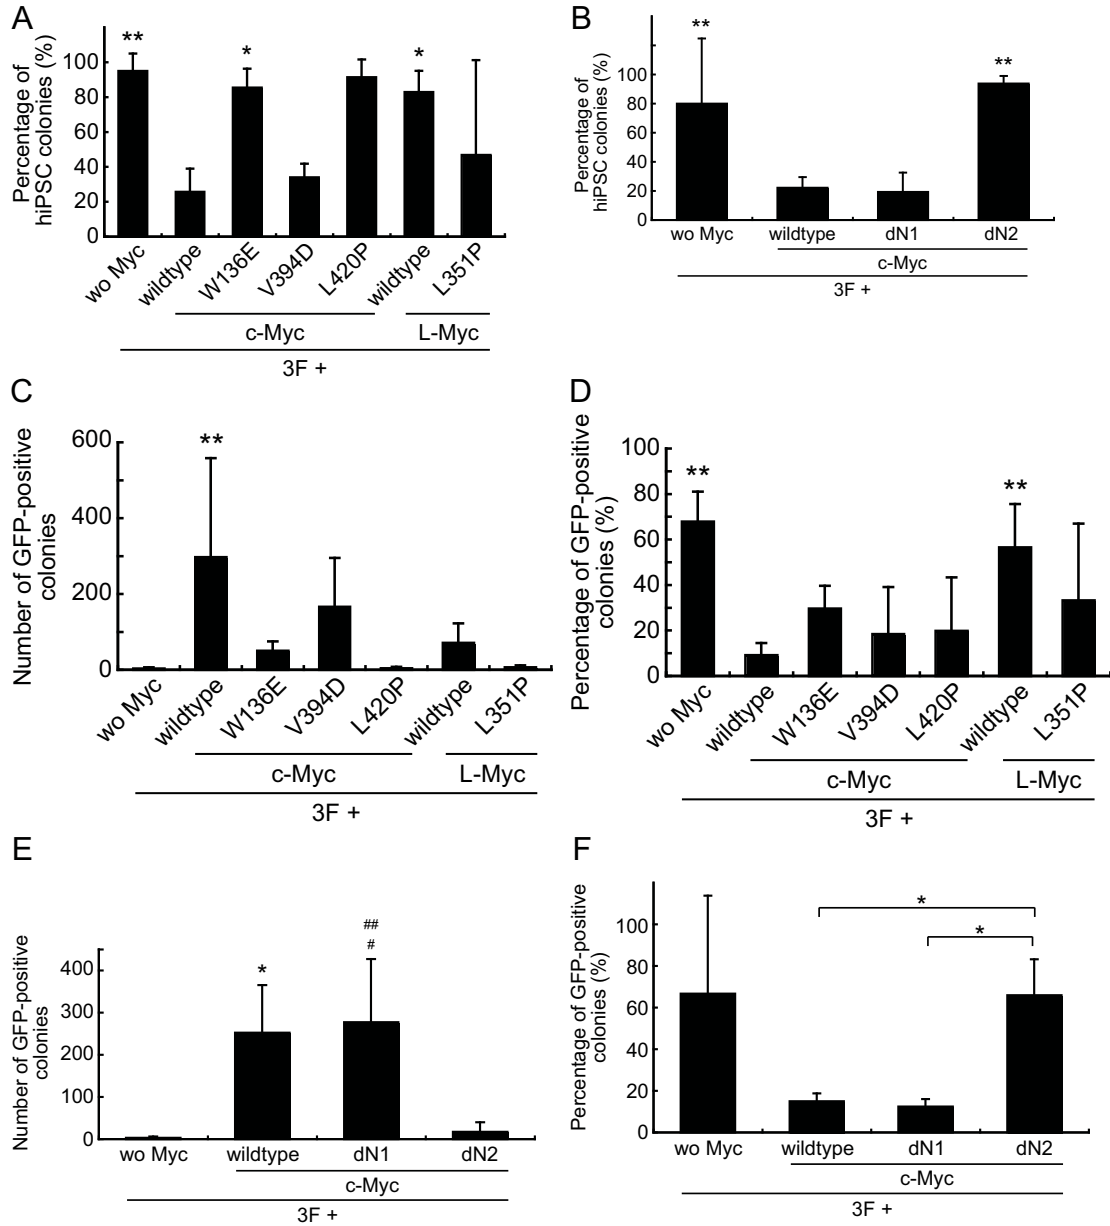 A
Percentage of
hiPSC colonies (%)
100
80
60
40
20
0
**
*
*
wo Myc
wildtype
W136E
V394D
L420P
wildtype
L351P
c-Myc
L-Myc
3F +
B
Percentage of
hiPSC colonies (%)
100
80
60
40
20
0
**
**
wo Myc
wildtype
dN1
dN2
c-Myc
3F +
C
Number of GFP-positive
colonies
600
400
200
0
**
wo Myc
wildtype
W136E
V394D
L420P
wildtype
L351P
c-Myc
L-Myc
3F +
D
Percentage of GFP-positive
colonies (%)
100
80
60
40
20
0
**
**
wo Myc
wildtype
W136E
V394D
L420P
wildtype
L351P
c-Myc
L-Myc
3F +
E
Number of GFP-positive
colonies
400
300
200
100
0
*
##
#
wo Myc
wildtype
dN1
dN2
c-Myc
3F +
F
Percentage of GFP-positive
colonies (%)
100
80
60
40
20
0
*
*
wo Myc
wildtype
dN1
dN2
c-Myc
3F +